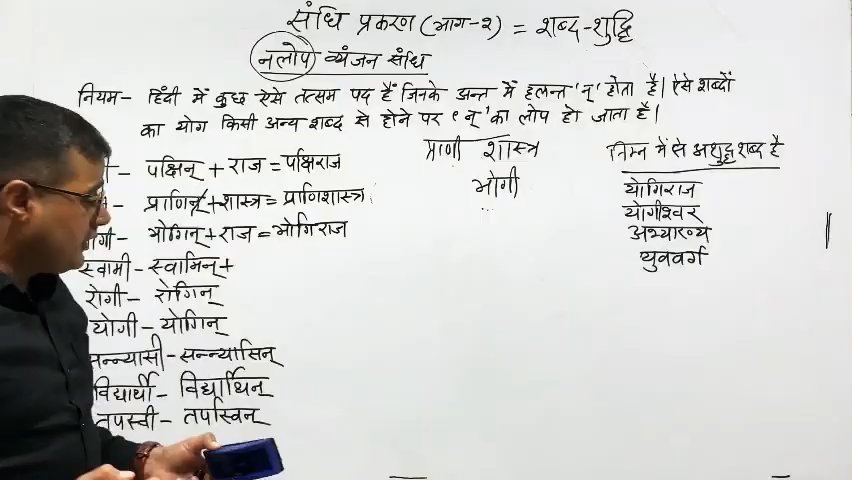 संधि प्रकरण (भाग-२) = शब्द-शुद्धि
नलोप व्यंजन संधि
नियम- हिंदी में कुछ ऐसे तत्सम पद हैं जिनके अन्त में हलन्त 'न्' होता है। ऐसे शब्दों
का योग किसी अन्य शब्द से होने पर 'न्' का लोप हो जाता है।
पक्षिन् + राज = पक्षिराज
प्राणिन् + शास्त्र = प्राणिशास्त्र
भोगिन् + राज = भोगिराज
स्वामी - स्वामिन् +
रोगी - रोगिन्
योगी - योगिन्
सन्न्यासी - सन्न्यासिन्
विद्यार्थी - विद्यार्थिन्
तपस्वी - तपस्विन्
प्राणी शास्त्र
भोगी
निम्न में से अशुद्ध शब्द है
योगिराज
योगीश्वर
अभ्यारण्य
युववर्ग